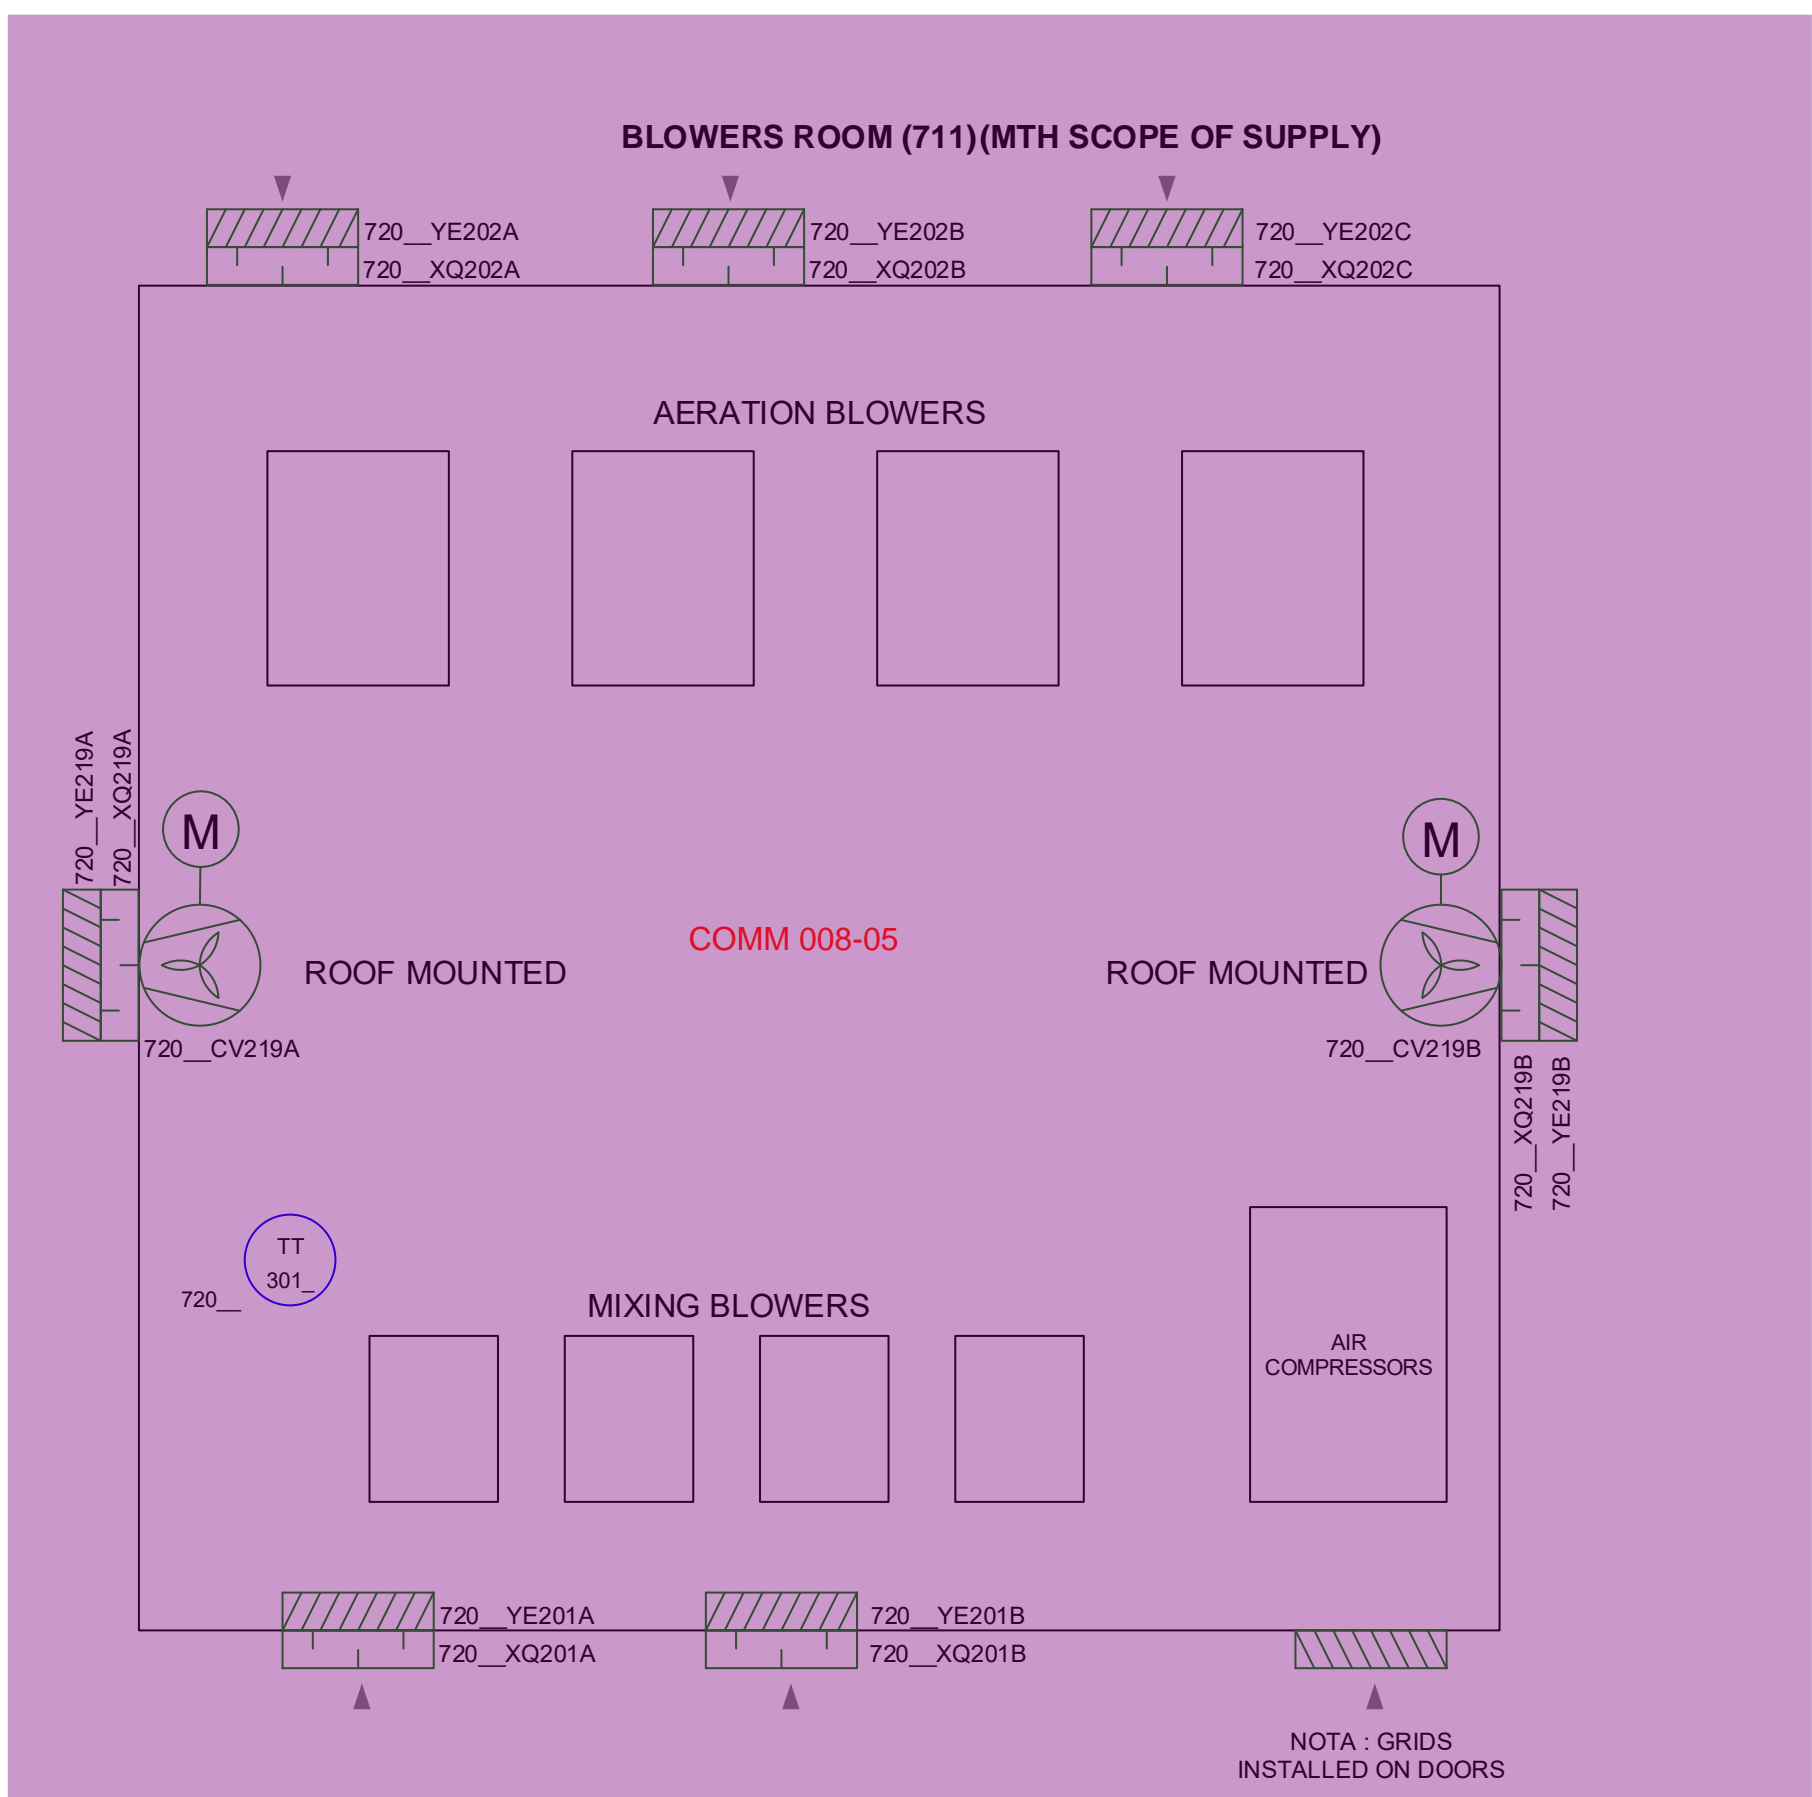 BLOWERS ROOM (711)(MTH SCOPE OF SUPPLY)
720__YE202A
720__XQ202A
720__YE202B
720__XQ202B
720__YE202C
720__XQ202C
AERATION BLOWERS
720__YE219A
720__XQ219A
M
M
COMM 008-05
ROOF MOUNTED
ROOF MOUNTED
720__CV219A
720__CV219B
720__XQ219B
720__YE219B
TT
301_
720__
MIXING BLOWERS
AIR
COMPRESSORS
720__YE201A
720__XQ201A
720__YE201B
720__XQ201B
NOTA : GRIDS
INSTALLED ON DOORS